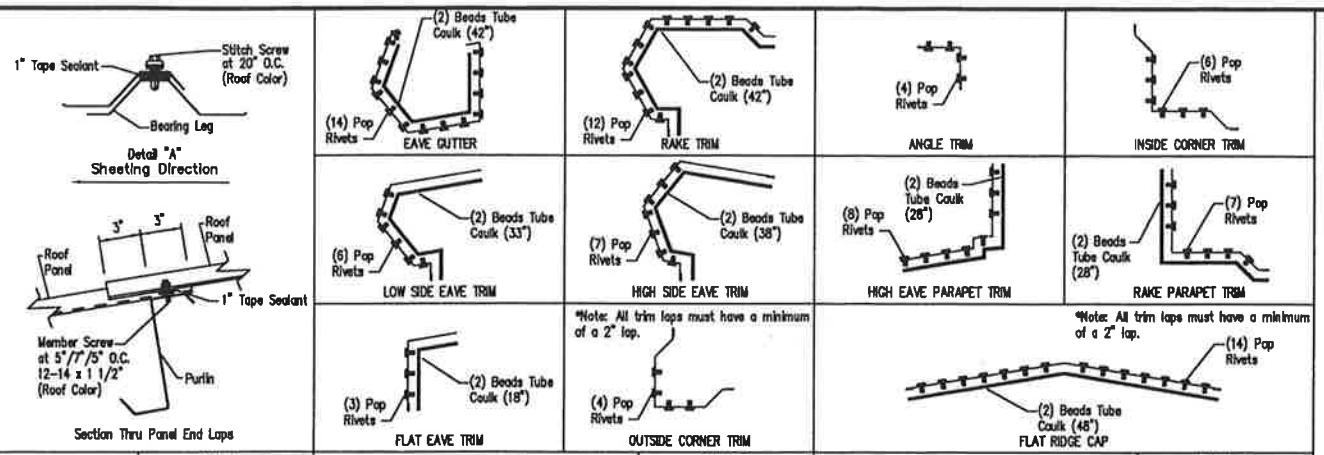 Stitch Screw
at 20" O.C.
(Roof Color)
1" Tape Sealant
Bearing Leg
Detail "A"
Sheeting Direction
3"
3"
Roof
Panel
Roof
Panel
1" Tape Sealant
Member Screw
at 5"/7"/5" O.C.
12-14 x 1 1/2"
(Roof Color)
Purlin
Section Thru Panel End Laps
(2) Beads Tube
Caulk (42")
(14) Pop
Rivets
EAVE GUTTER
(2) Beads Tube
Caulk (42")
(12) Pop
Rivets
RAKE TRIM
(4) Pop
Rivets
ANGLE TRIM
(6) Pop
Rivets
INSIDE CORNER TRIM
(2) Beads Tube
Caulk (33")
(6) Pop
Rivets
LOW SIDE EAVE TRIM
(2) Beads Tube
Caulk (38")
(7) Pop
Rivets
HIGH SIDE EAVE TRIM
(2) Beads
Tube Caulk
(28")
(8) Pop
Rivets
HIGH EAVE PARAPET TRIM
(7) Pop
Rivets
(2) Beads
Tube Caulk
(28")
RAKE PARAPET TRIM
(2) Beads Tube
Caulk (18")
(3) Pop
Rivets
FLAT EAVE TRIM
*Note: All trim laps must have a minimum
of a 2" lap.
(4) Pop
Rivets
OUTSIDE CORNER TRIM
*Note: All trim laps must have a minimum
of a 2" lap.
(14) Pop
Rivets
(2) Beads Tube
Caulk (48")
FLAT RIDGE CAP